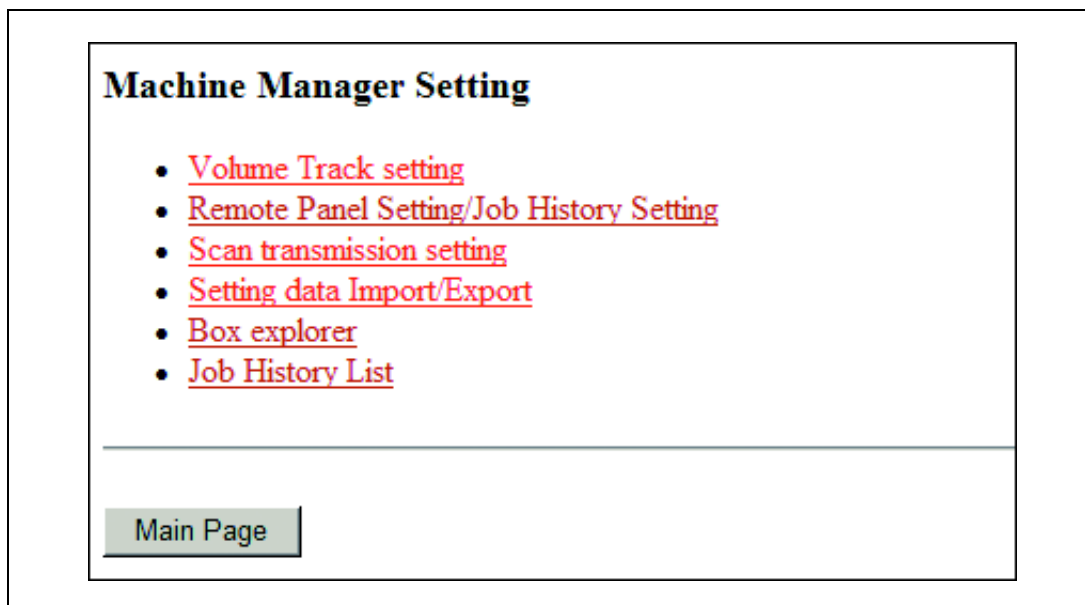 Machine Manager Setting
Volume Track setting
Remote Panel Setting/Job History Setting
Scan transmission setting
Setting data Import/Export
Box explorer
Job History List
Main Page